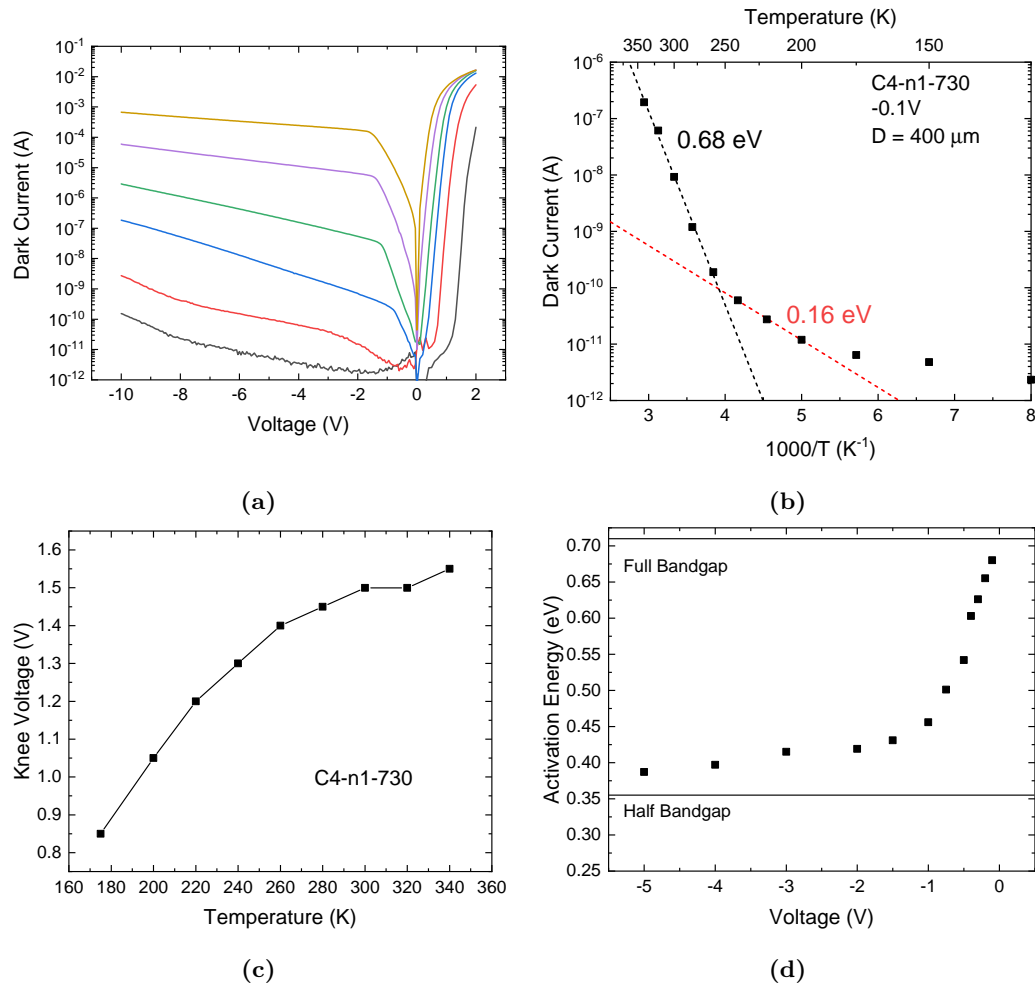 10⁻¹
10⁻²
10⁻³
10⁻⁴
10⁻⁵
10⁻⁶
10⁻⁷
10⁻⁸
10⁻⁹
10⁻¹⁰
10⁻¹¹
10⁻¹²
Dark Current (A)
-10 -8 -6 -4 -2 0 2
Voltage (V)
(a)
Temperature (K)
350 300 250 200 150
10⁻⁶
10⁻⁷
10⁻⁸
10⁻⁹
10⁻¹⁰
10⁻¹¹
10⁻¹²
Dark Current (A)
C4-n1-730
-0.1V
D = 400 μm
0.68 eV
0.16 eV
3 4 5 6 7 8
1000/T (K⁻¹)
(b)
1.6
1.5
1.4
1.3
1.2
1.1
1.0
0.9
0.8
Knee Voltage (V)
C4-n1-730
160 180 200 220 240 260 280 300 320 340 360
Temperature (K)
(c)
0.70
0.65
0.60
0.55
0.50
0.45
0.40
0.35
0.30
0.25
Activation Energy (eV)
Full Bandgap
Half Bandgap
-5 -4 -3 -2 -1 0
Voltage (V)
(d)